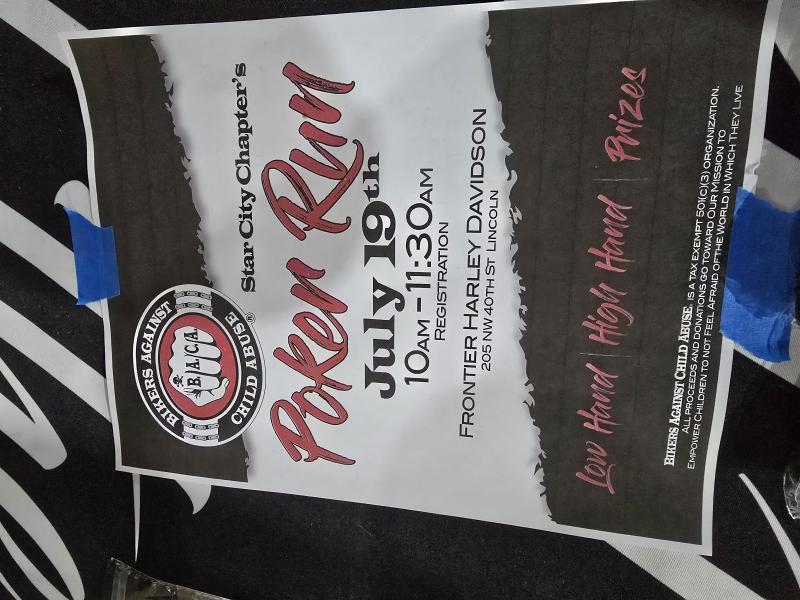 BIKERS AGAINST
B.A.C.A.
CHILD ABUSE®
Star City Chapter's
Poker Run
July 19th
10AM - 11:30AM
REGISTRATION
FRONTIER HARLEY DAVIDSON
205 NW 40TH ST LINCOLN
Low Hand | High Hand | Prizes
BIKERS AGAINST CHILD ABUSE IS A TAX EXEMPT 501(C)(3) ORGANIZATION.
ALL PROCEEDS AND DONATIONS GO TOWARD OUR MISSION TO
EMPOWER CHILDREN TO NOT FEEL AFRAID OF THE WORLD IN WHICH THEY LIVE